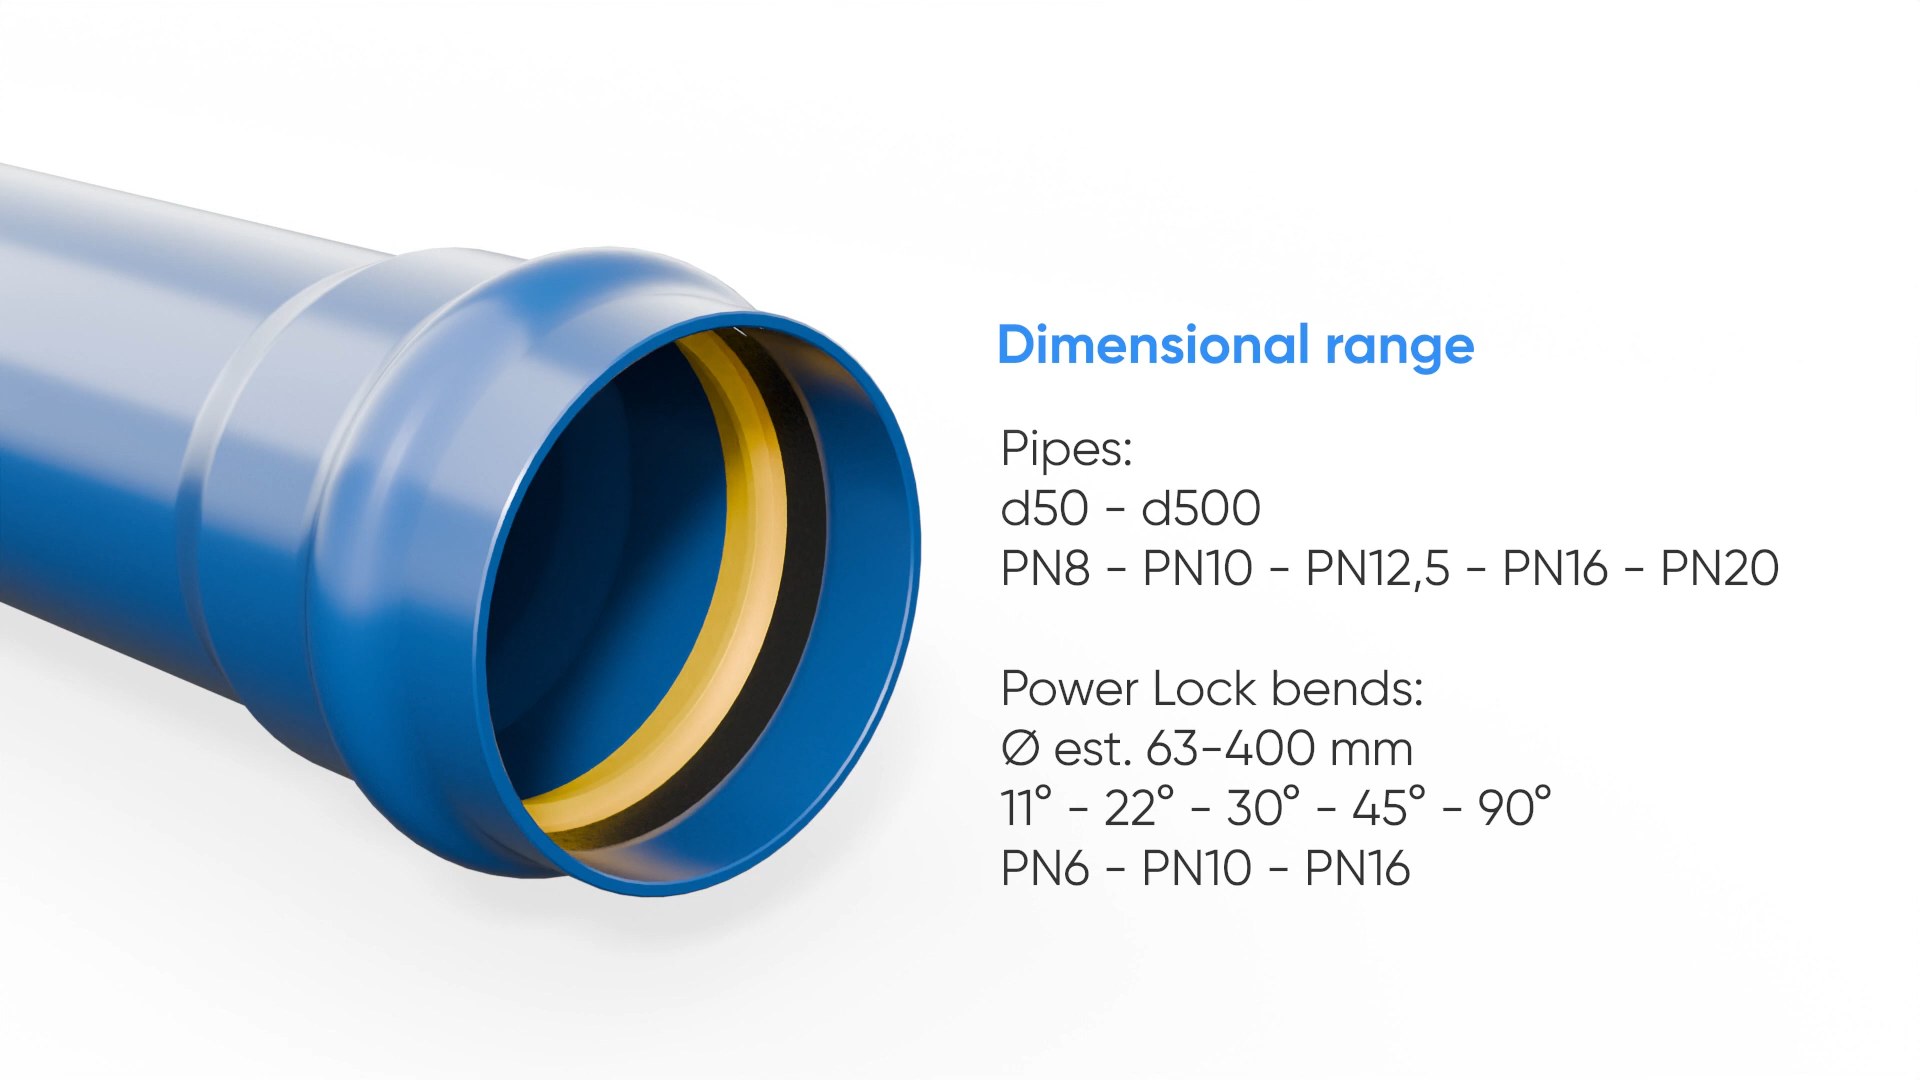 Dimensional range
Pipes:
d50 - d500
PN8 - PN10 - PN12,5 - PN16 - PN20
Power Lock bends:
Ø est. 63-400 mm
11° - 22° - 30° - 45° - 90°
PN6 - PN10 - PN16